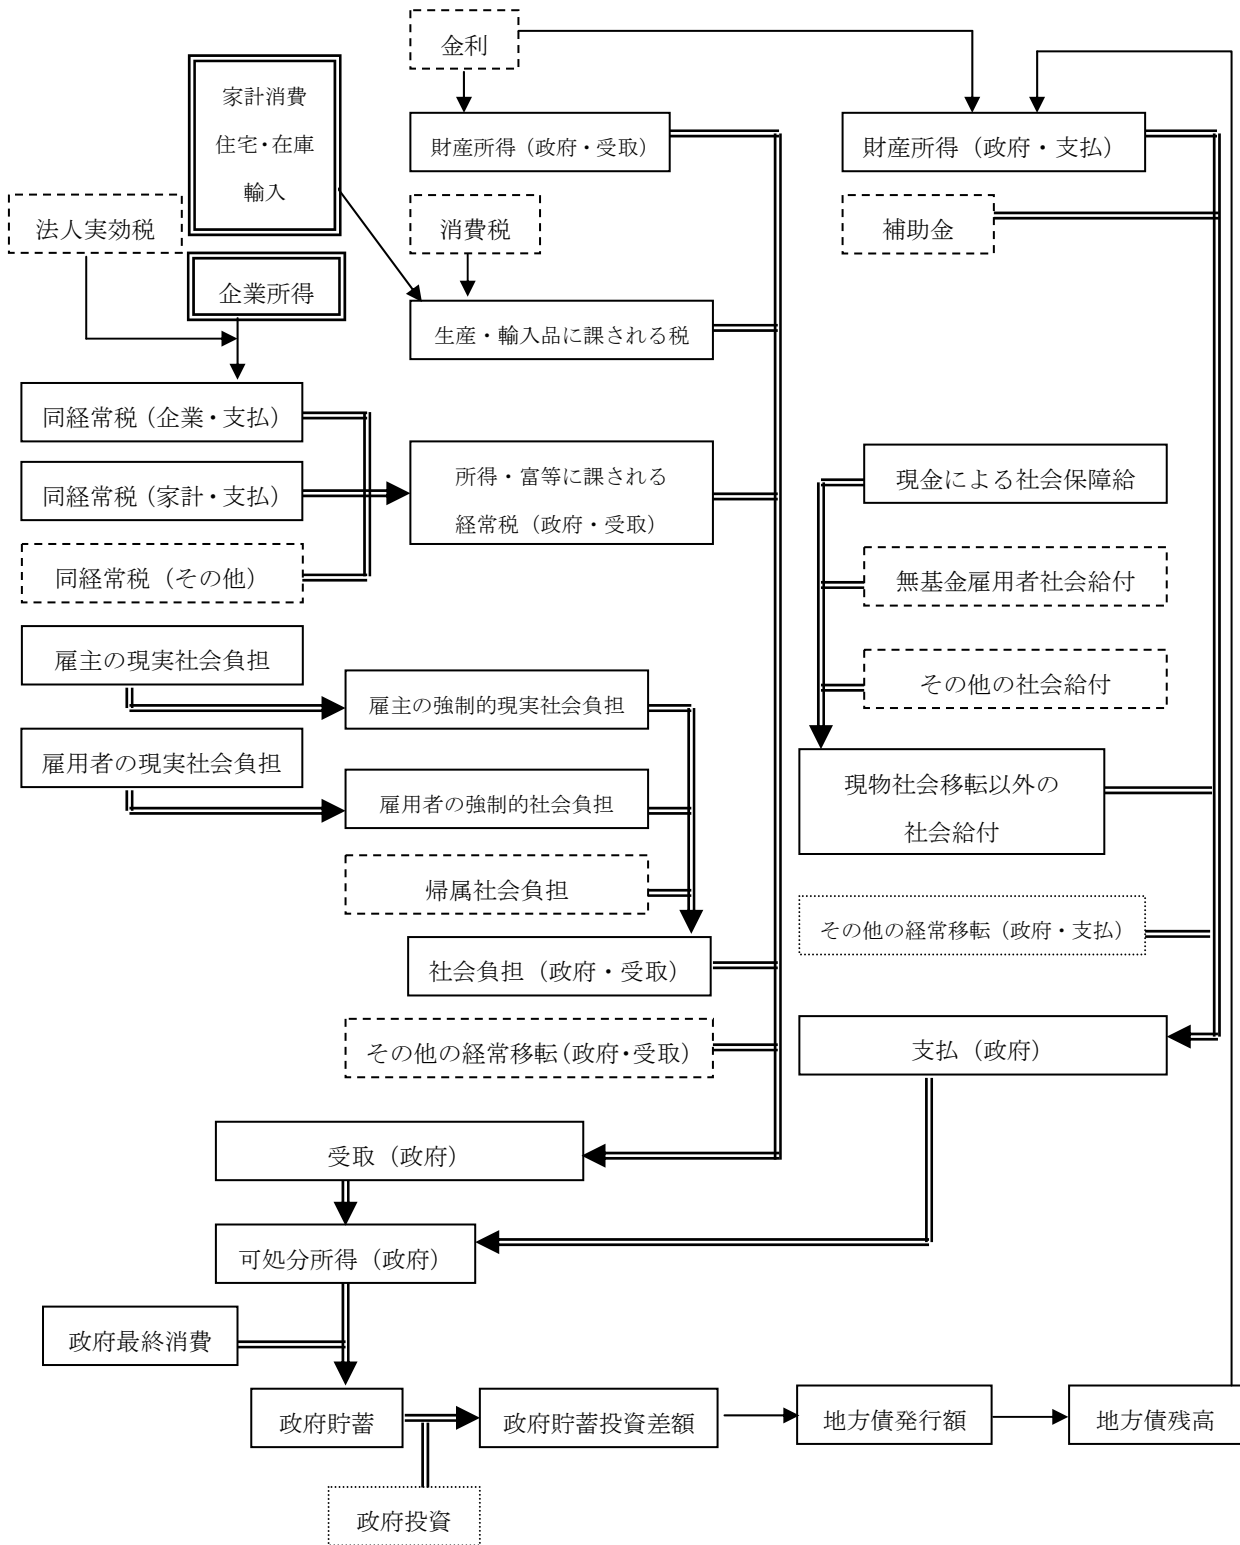 金利
家計消費
住宅・在庫
輸入
財産所得（政府・受取）
財産所得（政府・支払）
法人実効税
消費税
補助金
企業所得
生産・輸入品に課される税
同経常税（企業・支払）
同経常税（家計・支払）
同経常税（その他）
所得・富等に課される
経常税（政府・受取）
現金による社会保障給
無基金雇用者社会給付
その他の社会給付
雇主の現実社会負担
雇主の強制的現実社会負担
雇用者の現実社会負担
雇用者の強制的社会負担
現物社会移転以外の
社会給付
帰属社会負担
その他の経常移転（政府・支払）
社会負担（政府・受取）
その他の経常移転（政府・受取）
支払（政府）
受取（政府）
可処分所得（政府）
政府最終消費
政府貯蓄
政府貯蓄投資差額
地方債発行額
地方債残高
政府投資